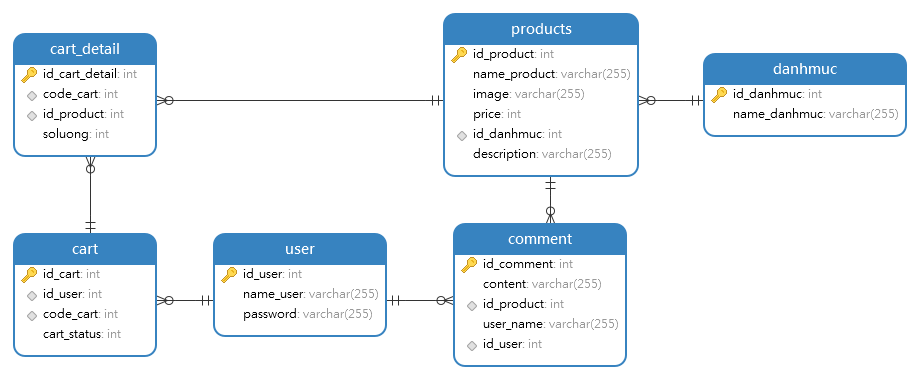 cart_detail
id_cart_detail: int
code_cart: int
id_product: int
soluong: int
products
id_product: int
name_product: varchar(255)
image: varchar(255)
price: int
id_danhmuc: int
description: varchar(255)
danhmuc
id_danhmuc: int
name_danhmuc: varchar(255)
cart
id_cart: int
id_user: int
code_cart: int
cart_status: int
user
id_user: int
name_user: varchar(255)
password: varchar(255)
comment
id_comment: int
content: varchar(255)
id_product: int
user_name: varchar(255)
id_user: int